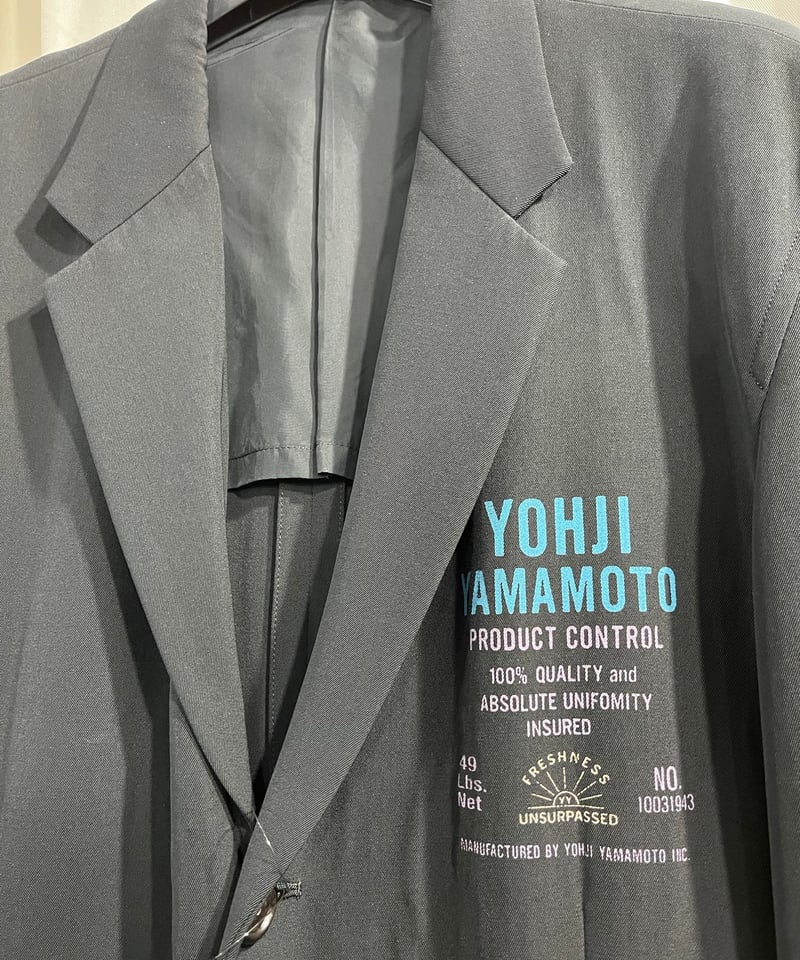 YOHJI
YAMAMOTO
PRODUCT CONTROL
100% QUALITY and
ABSOLUTE UNIFOMITY
INSURED
49
Lbs.
Net
FRESHNESS
YY
UNSURPASSED
NO.
10031943
MANUFACTURED BY YOHJI YAMAMOTO INC.